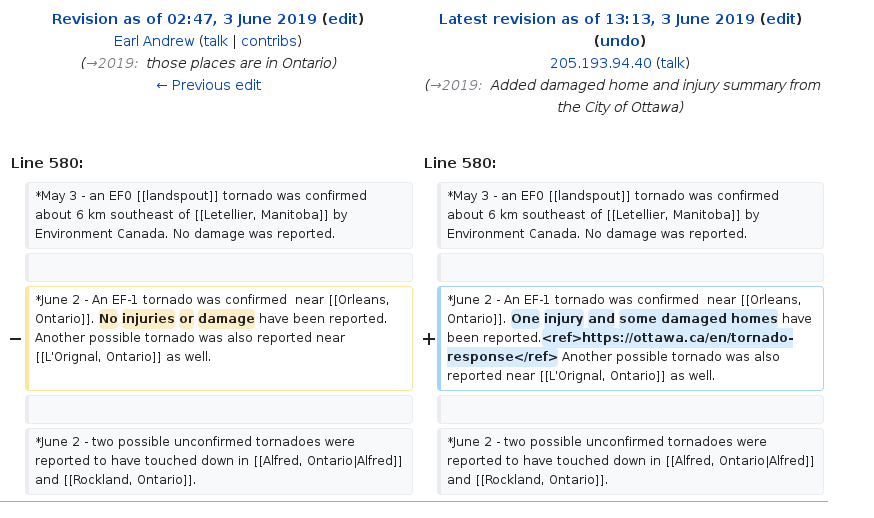 Revision as of 02:47, 3 June 2019 (edit)
Earl Andrew (talk | contribs)
(→2019: those places are in Ontario)
← Previous edit
Latest revision as of 13:13, 3 June 2019 (edit)
(undo)
205.193.94.40 (talk)
(→2019: Added damaged home and injury summary from
the City of Ottawa)
Line 580:
Line 580:
*May 3 - an EF0 [[landspout]] tornado was confirmed
about 6 km southeast of [[Letellier, Manitoba]] by
Environment Canada. No damage was reported.
*May 3 - an EF0 [[landspout]] tornado was confirmed
about 6 km southeast of [[Letellier, Manitoba]] by
Environment Canada. No damage was reported.
−
*June 2 - An EF-1 tornado was confirmed  near [[Orleans,
Ontario]]. No injuries or damage have been reported.
Another possible tornado was also reported near
[[L'Orignal, Ontario]] as well.
+
*June 2 - An EF-1 tornado was confirmed  near [[Orleans,
Ontario]]. One injury and some damaged homes have
been reported.<ref>https://ottawa.ca/en/tornado-
response</ref> Another possible tornado was also
reported near [[L'Orignal, Ontario]] as well.
*June 2 - two possible unconfirmed tornadoes were
reported to have touched down in [[Alfred, Ontario|Alfred]]
and [[Rockland, Ontario]].
*June 2 - two possible unconfirmed tornadoes were
reported to have touched down in [[Alfred, Ontario|Alfred]]
and [[Rockland, Ontario]].